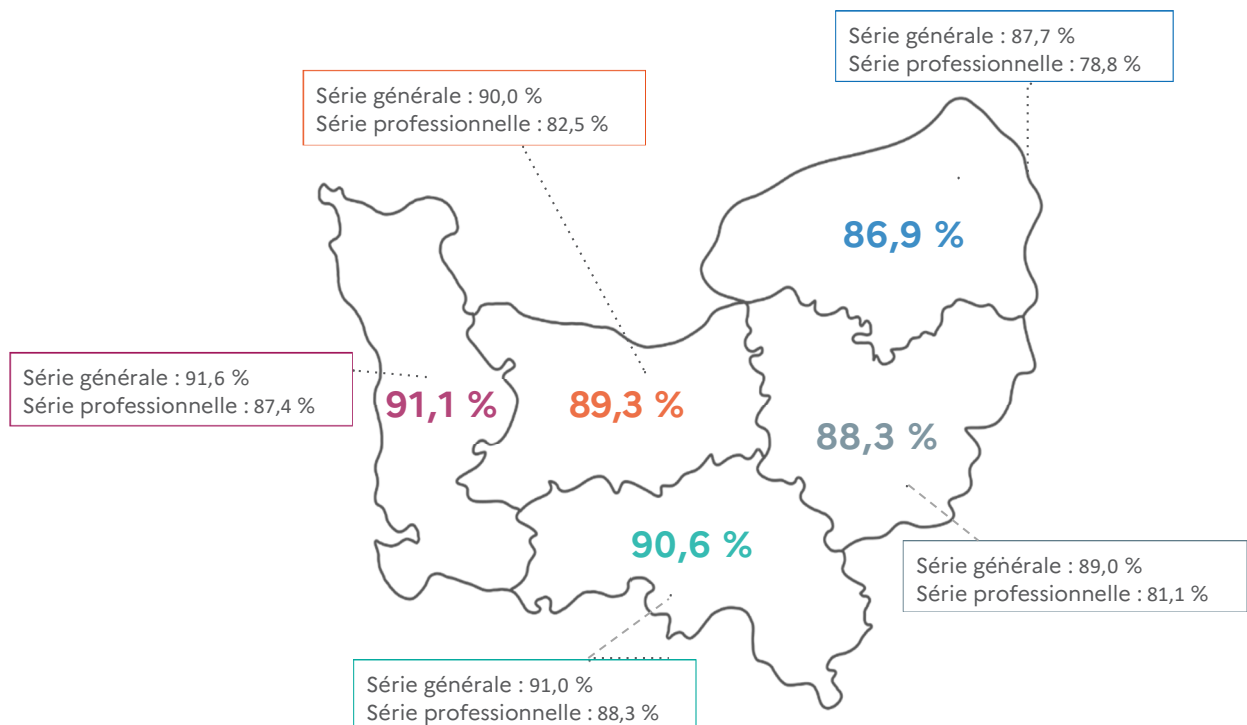 Série générale : 87,7 %
Série professionnelle : 78,8 %
Série générale : 90,0 %
Série professionnelle : 82,5 %
86,9 %
Série générale : 91,6 %
Série professionnelle : 87,4 %
91,1 %
89,3 %
88,3 %
90,6 %
Série générale : 89,0 %
Série professionnelle : 81,1 %
Série générale : 91,0 %
Série professionnelle : 88,3 %